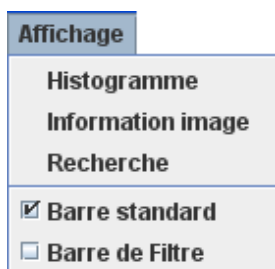 Affichage
Histogramme
Information image
Recherche
Barre standard
Barre de Filtre